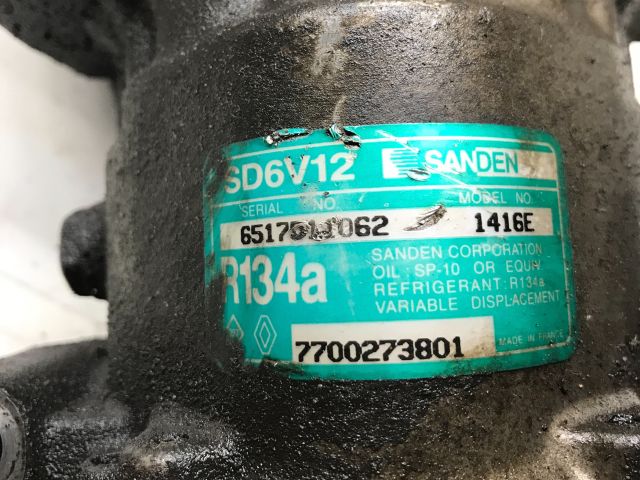 SD6V12 SANDEN
SERIAL NO. MODEL NO.
1416E
R134a
SANDEN CORPORATION
OIL : SP-10 OR EQUIV.
REFRIGERANT : R134a
VARIABLE DISPLACEMENT
7700273801
MADE IN FRANCE